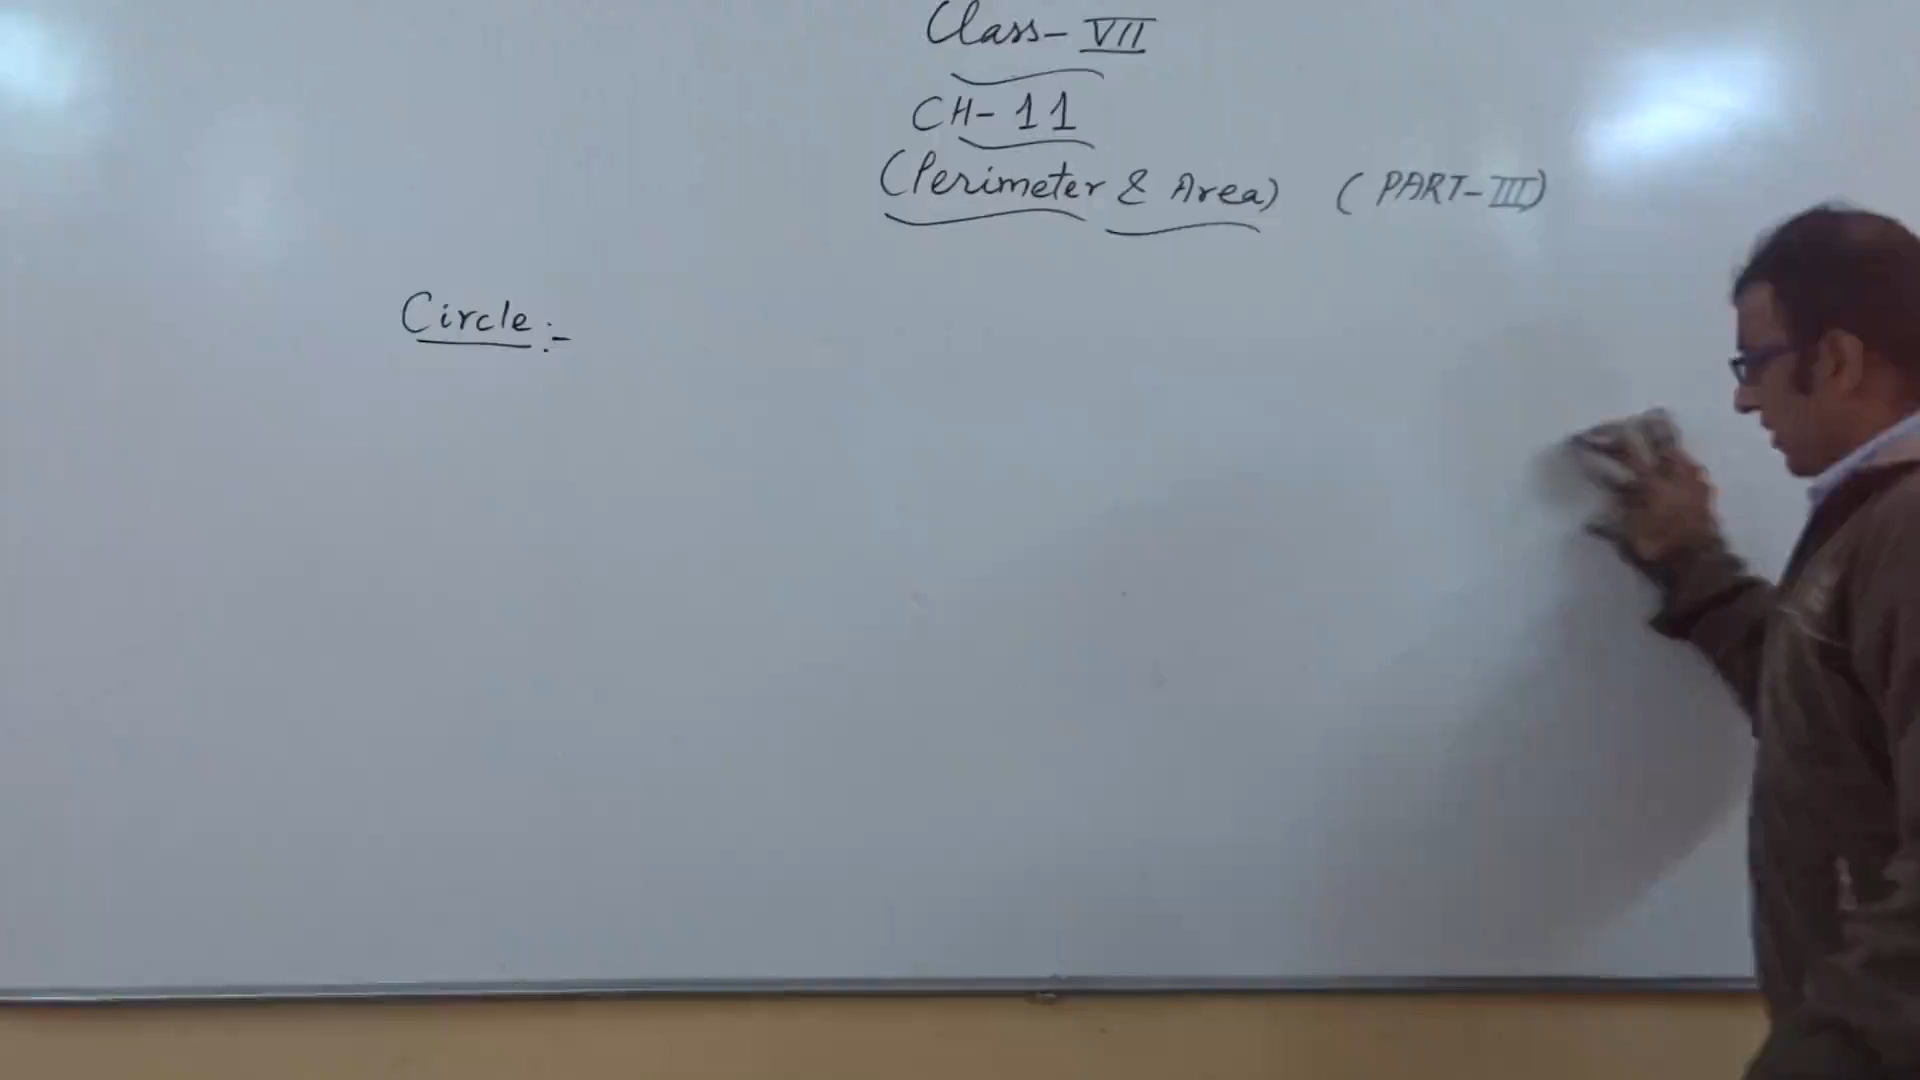 Class- VII
CH- 11
(Perimeter & Area) (PART-III)
Circle :-